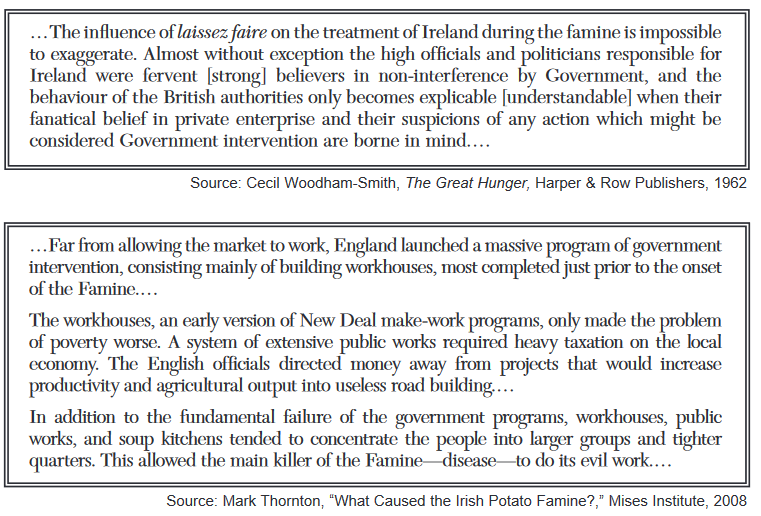 …The influence of laissez faire on the treatment of Ireland during the famine is impossible
to exaggerate. Almost without exception the high officials and politicians responsible for
Ireland were fervent [strong] believers in non-interference by Government, and the
behaviour of the British authorities only becomes explicable [understandable] when their
fanatical belief in private enterprise and their suspicions of any action which might be
considered Government intervention are borne in mind.…
Source: Cecil Woodham-Smith, The Great Hunger, Harper & Row Publishers, 1962
…Far from allowing the market to work, England launched a massive program of government
intervention, consisting mainly of building workhouses, most completed just prior to the onset
of the Famine.…
The workhouses, an early version of New Deal make-work programs, only made the problem
of poverty worse. A system of extensive public works required heavy taxation on the local
economy. The English officials directed money away from projects that would increase
productivity and agricultural output into useless road building.…
In addition to the fundamental failure of the government programs, workhouses, public
works, and soup kitchens tended to concentrate the people into larger groups and tighter
quarters. This allowed the main killer of the Famine—disease—to do its evil work.…
Source: Mark Thornton, “What Caused the Irish Potato Famine?,” Mises Institute, 2008